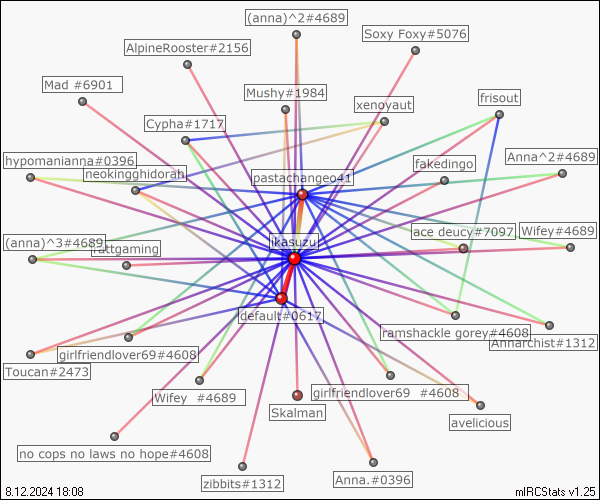 (anna)^2#4689
Soxy Foxy#5076
AlpineRooster#2156
Mad #6901
Mushy#1984
xenoyaut
frisout
Cypha#1717
hypomanianna#0396
neokingghidorah
pastachangeo41
fakedingo
Anna^2#4689
(anna)^3#4689
rattgaming
ikasuzu
ace deucy#7097
Wifey#4689
default#0617
ramshackle gorey#4608
Annarchist#1312
girlfriendlover69#4608
Toucan#2473
Wifey #4689
Skalman
girlfriendlover69 #4608
avelicious
no cops no laws no hope#4608
zibbits#1312
Anna.#0396
8.12.2024 18:08
mIRCStats v1.25